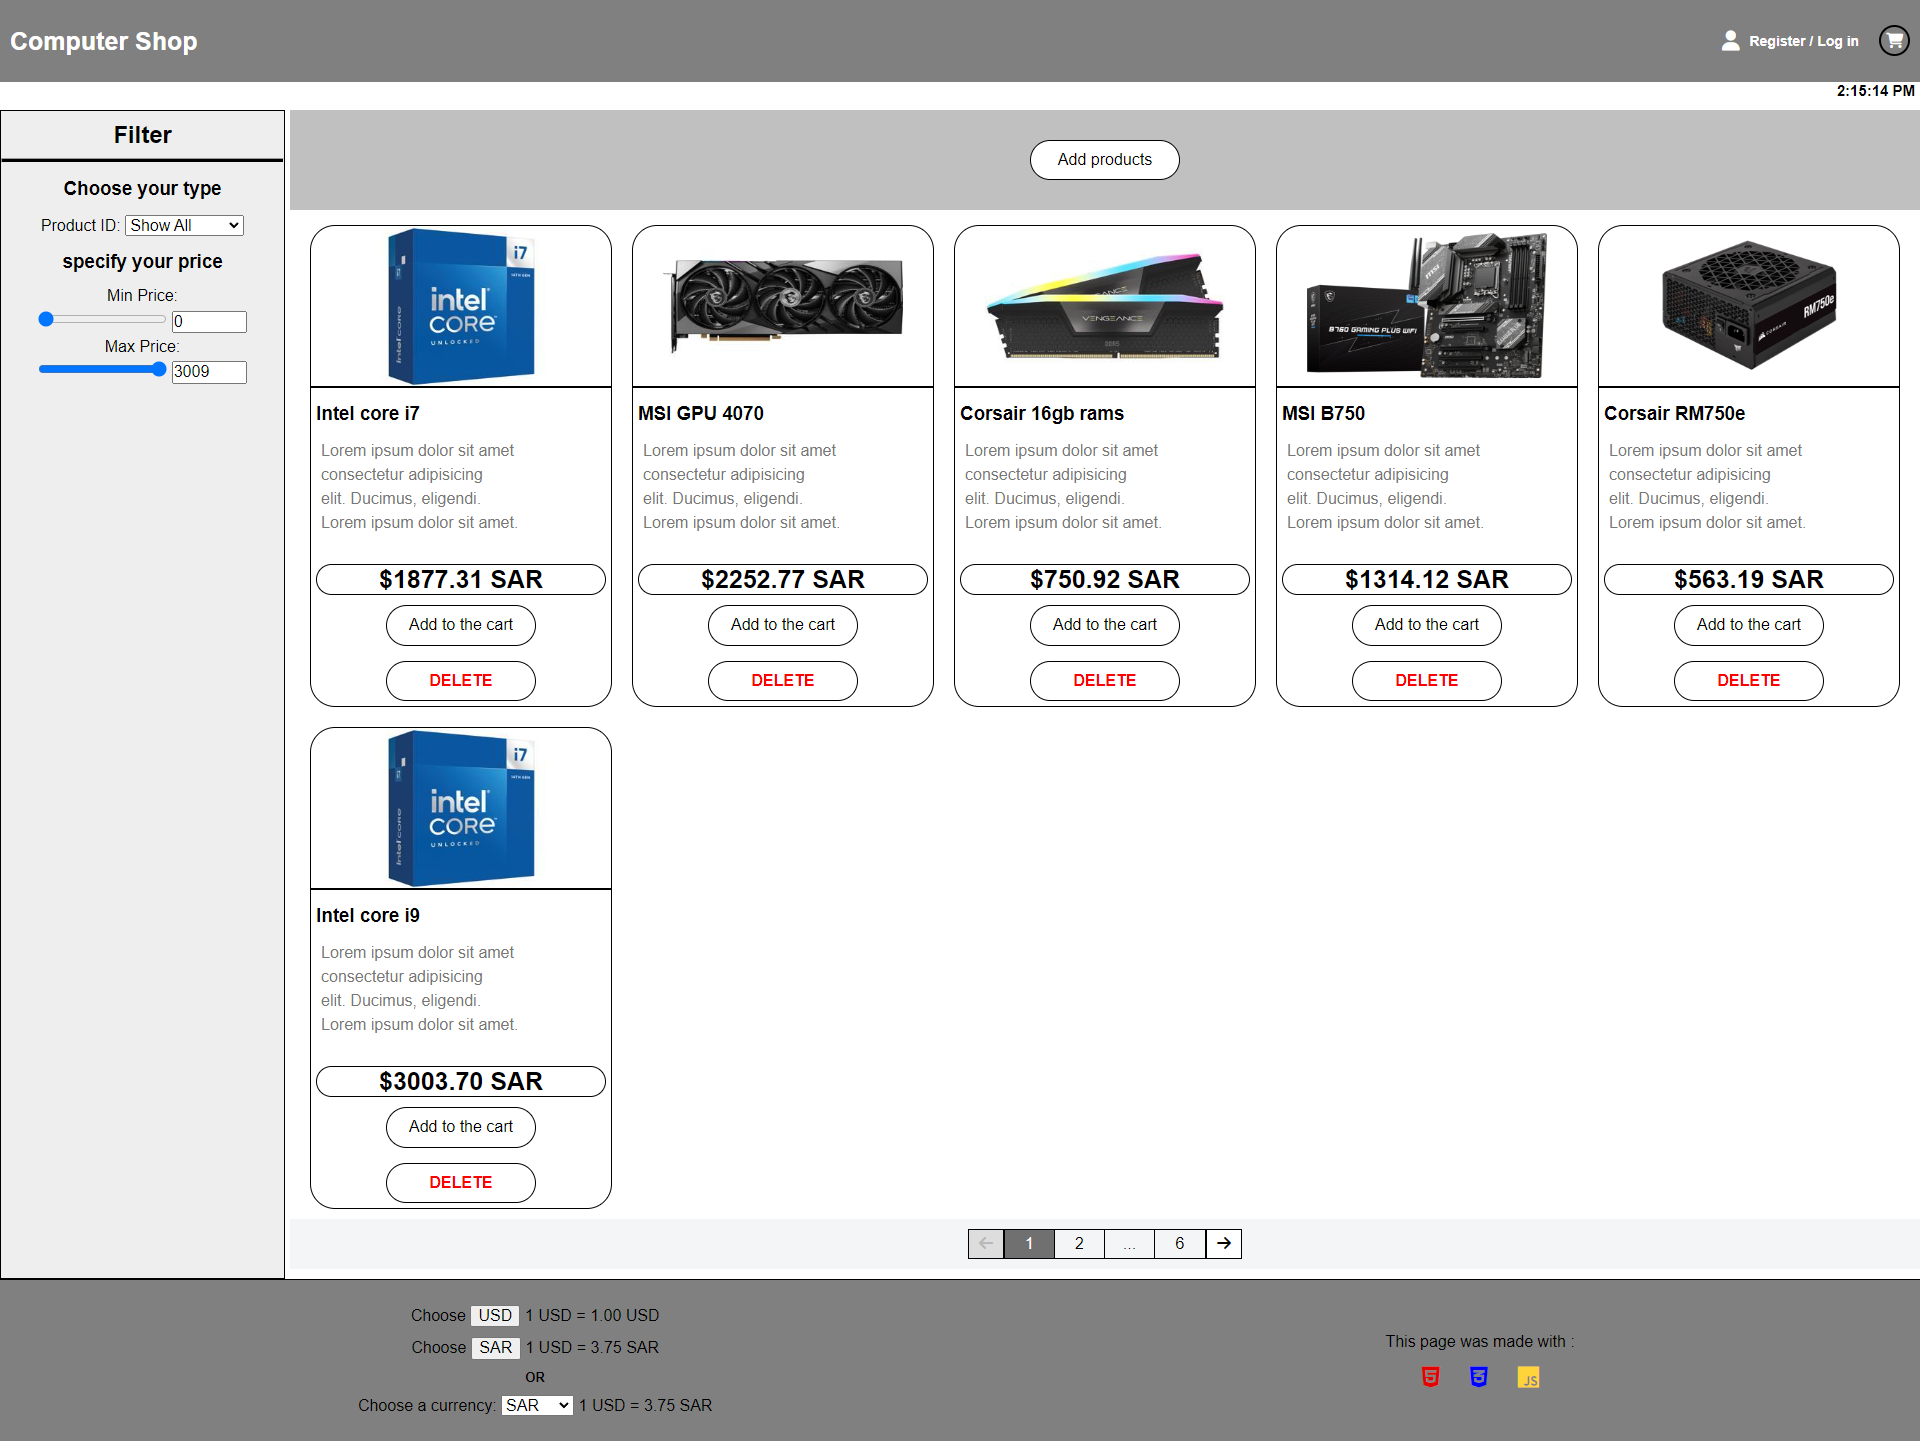 Computer Shop
Register / Log in
2:15:14 PM
Filter
Choose your type
Product ID: Show All
specify your price
Min Price:
0
Max Price:
3009
Add products
i7
14TH GEN
intel
CORE
UNLOCKED
intel core
Intel core i7
Lorem ipsum dolor sit amet
consectetur adipisicing
elit. Ducimus, eligendi.
Lorem ipsum dolor sit amet.
$1877.31 SAR
Add to the cart
DELETE
MSI GPU 4070
Lorem ipsum dolor sit amet
consectetur adipisicing
elit. Ducimus, eligendi.
Lorem ipsum dolor sit amet.
$2252.77 SAR
Add to the cart
DELETE
VENGEANCE
DDR5
Corsair 16gb rams
Lorem ipsum dolor sit amet
consectetur adipisicing
elit. Ducimus, eligendi.
Lorem ipsum dolor sit amet.
$750.92 SAR
Add to the cart
DELETE
msi
B760 GAMING PLUS WIFI
MSI B750
Lorem ipsum dolor sit amet
consectetur adipisicing
elit. Ducimus, eligendi.
Lorem ipsum dolor sit amet.
$1314.12 SAR
Add to the cart
DELETE
CORSAIR
RM750e
Corsair RM750e
Lorem ipsum dolor sit amet
consectetur adipisicing
elit. Ducimus, eligendi.
Lorem ipsum dolor sit amet.
$563.19 SAR
Add to the cart
DELETE
i7
14TH GEN
intel
CORE
UNLOCKED
intel core
Intel core i9
Lorem ipsum dolor sit amet
consectetur adipisicing
elit. Ducimus, eligendi.
Lorem ipsum dolor sit amet.
$3003.70 SAR
Add to the cart
DELETE
1 2 ... 6
Choose USD 1 USD = 1.00 USD
Choose SAR 1 USD = 3.75 SAR
OR
Choose a currency: SAR 1 USD = 3.75 SAR
This page was made with :
JS